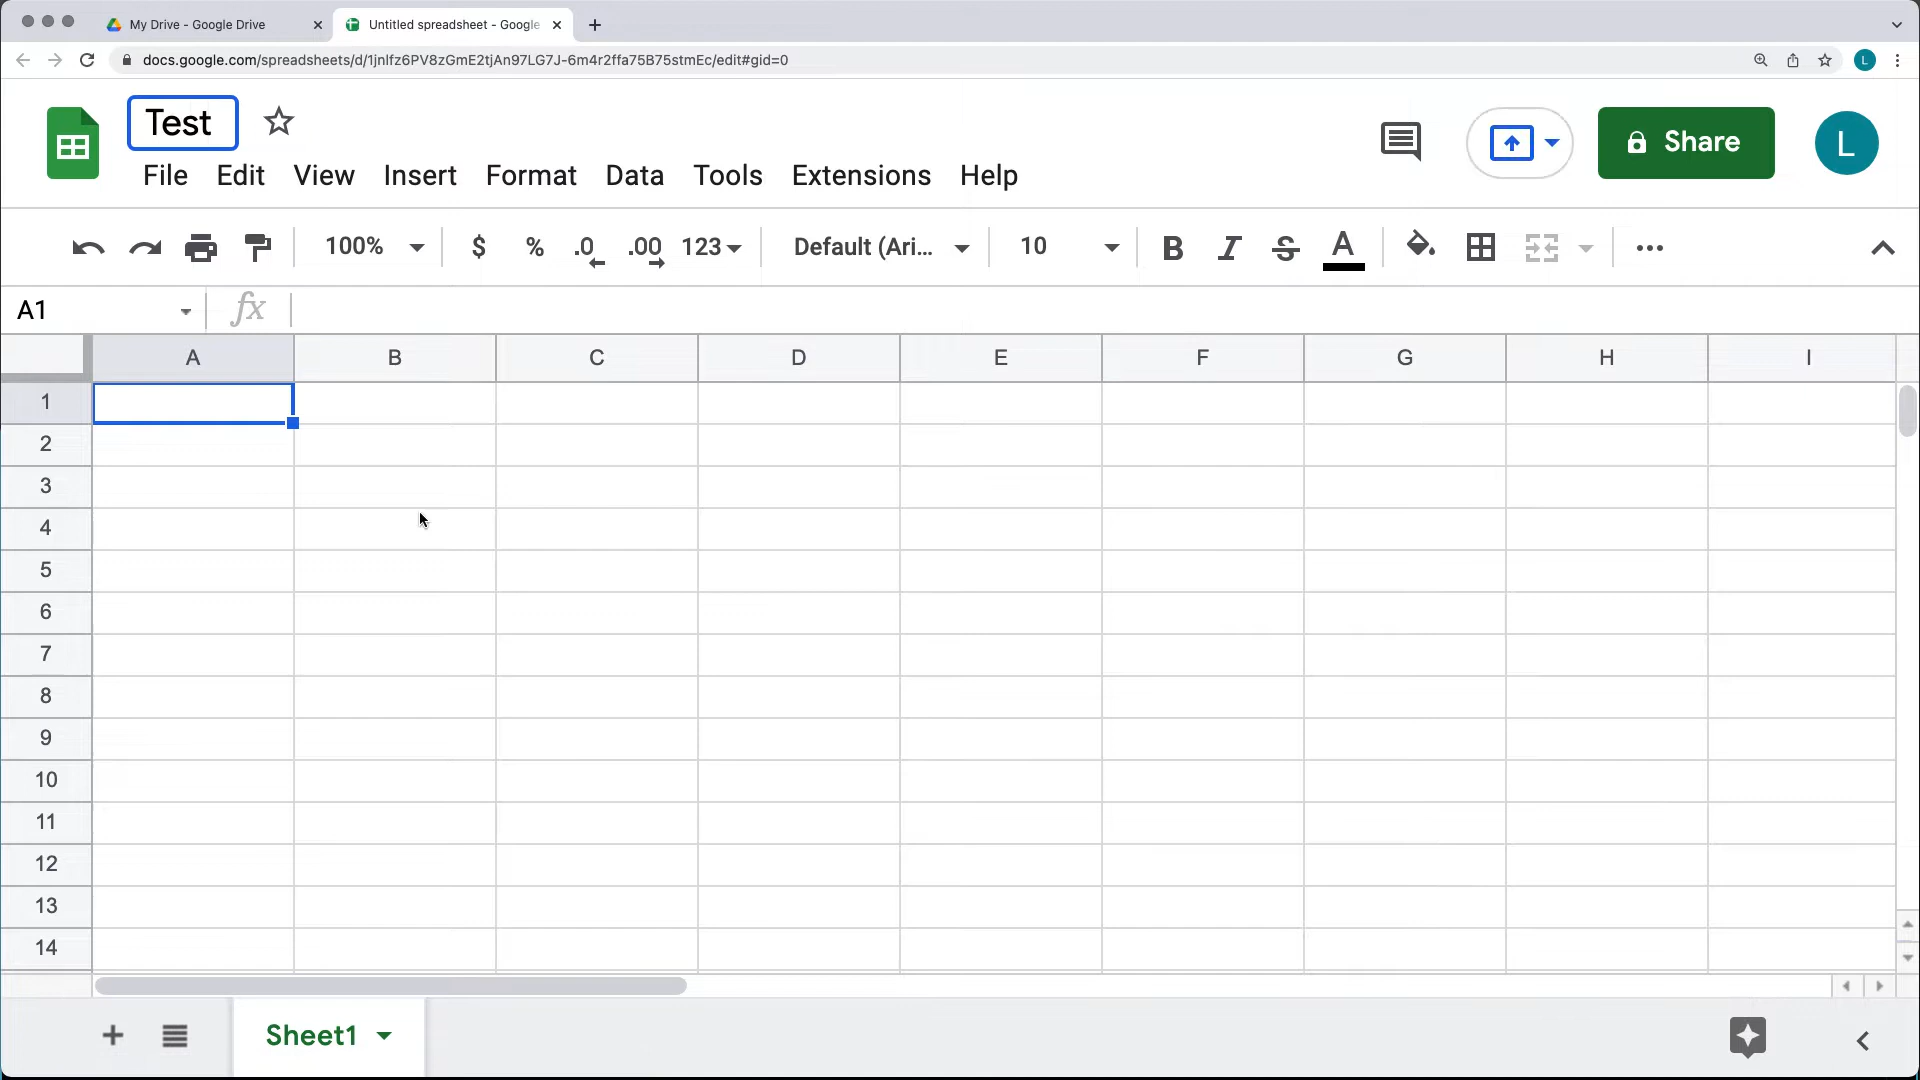 My Drive - Google Drive
Untitled spreadsheet - Google
docs.google.com/spreadsheets/d/1jnlfz6PV8zGmE2tjAn97LG7J-6m4r2ffa75B75stmEc/edit#gid=0
L
Test
Share
L
File Edit View Insert Format Data Tools Extensions Help
100% $ % .0 .00 123 Default (Ari... 10 B I S A
A1 fx
A B C D E F G H I
1
2
3
4
5
6
7
8
9
10
11
12
13
14
Sheet1